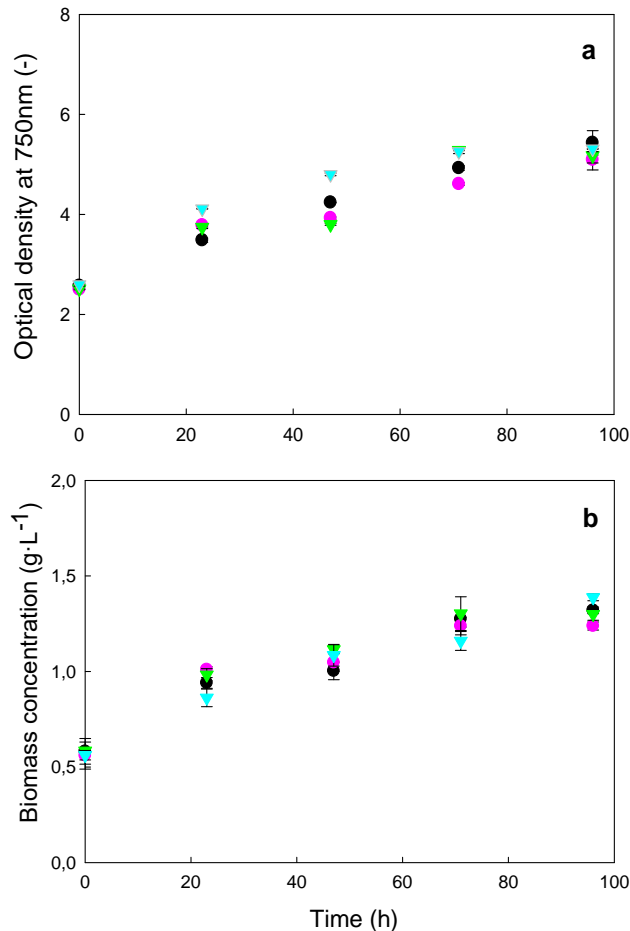 8
a
6
4
2
0
Optical density at 750nm (-)
0 20 40 60 80 100
2,0
b
1,5
1,0
0,5
0,0
Biomass concentration (g·L⁻¹)
0 20 40 60 80 100
Time (h)